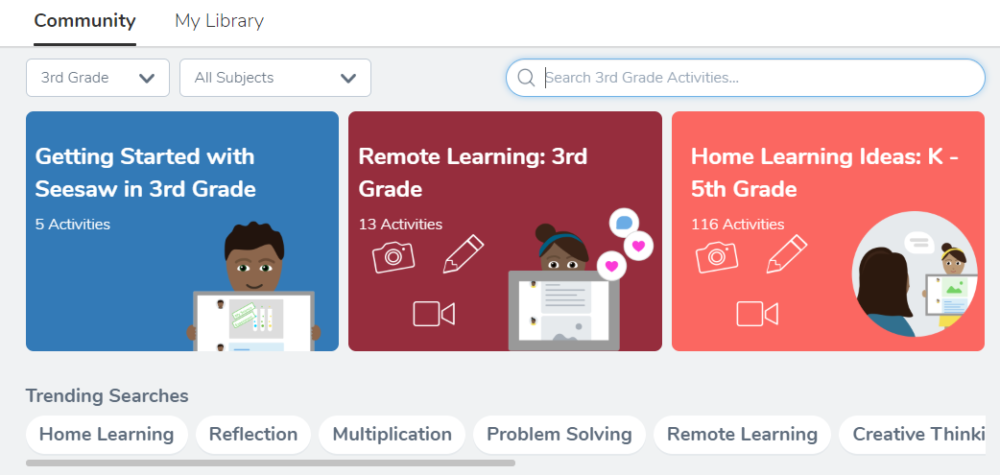 Community
My Library
3rd Grade
All Subjects
Search 3rd Grade Activities...
Getting Started with
Seesaw in 3rd Grade
5 Activities
Remote Learning: 3rd
Grade
13 Activities
Home Learning Ideas: K -
5th Grade
116 Activities
Trending Searches
Home Learning
Reflection
Multiplication
Problem Solving
Remote Learning
Creative Thinki